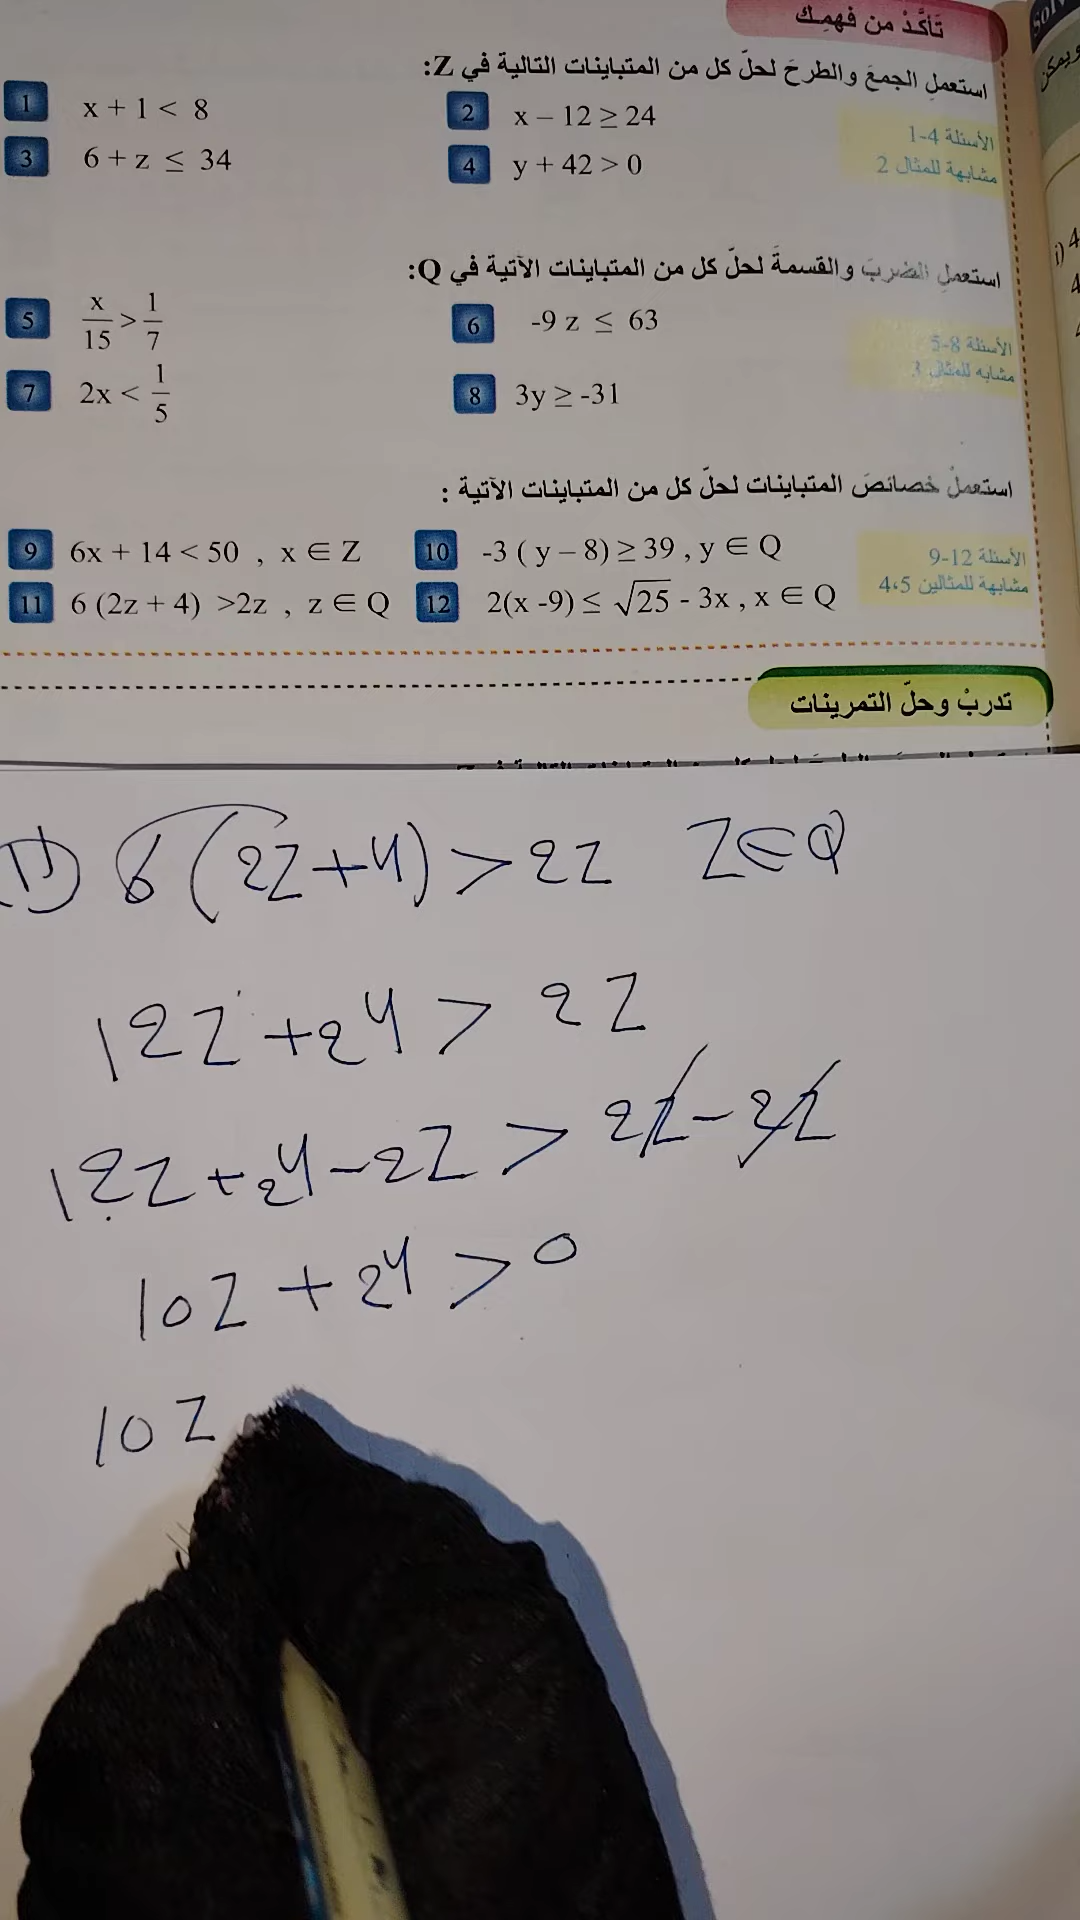 تَأكَّدْ من فهمِك
استعملِ الجمعَ والطرحَ لحلّ كل من المتباينات التالية في Z:
1 x + 1 < 8
2 x – 12 ≥ 24
الأسئلة 1-4
3 6 + z ≤ 34
4 y + 42 > 0
مشابهة للمثال 2
استعملِ الضربَ والقسمةَ لحلّ كل من المتباينات الآتية في Q:
5 x/15 > 1/7
6 -9 z ≤ 63
الأسئلة 5-8
مشابه للمثال 3
7 2x < 1/5
8 3y ≥ -31
استعملْ خصائصَ المتباينات لحلّ كل من المتباينات الآتية :
9 6x + 14 < 50 , x ∈ Z
10 -3 ( y – 8) ≥ 39 , y ∈ Q
الأسئلة 9-12
11 6 (2z + 4) >2z , z ∈ Q
12 2(x -9) ≤ √25 - 3x , x ∈ Q
مشابهة للمثالين 4،5
تدربْ وحلّ التمرينات
11) 6(2Z+4) > 2Z Z∈Q
12Z+24 > 2Z
12Z+24-2Z > 2Z-2Z
10Z+24 > 0
10Z